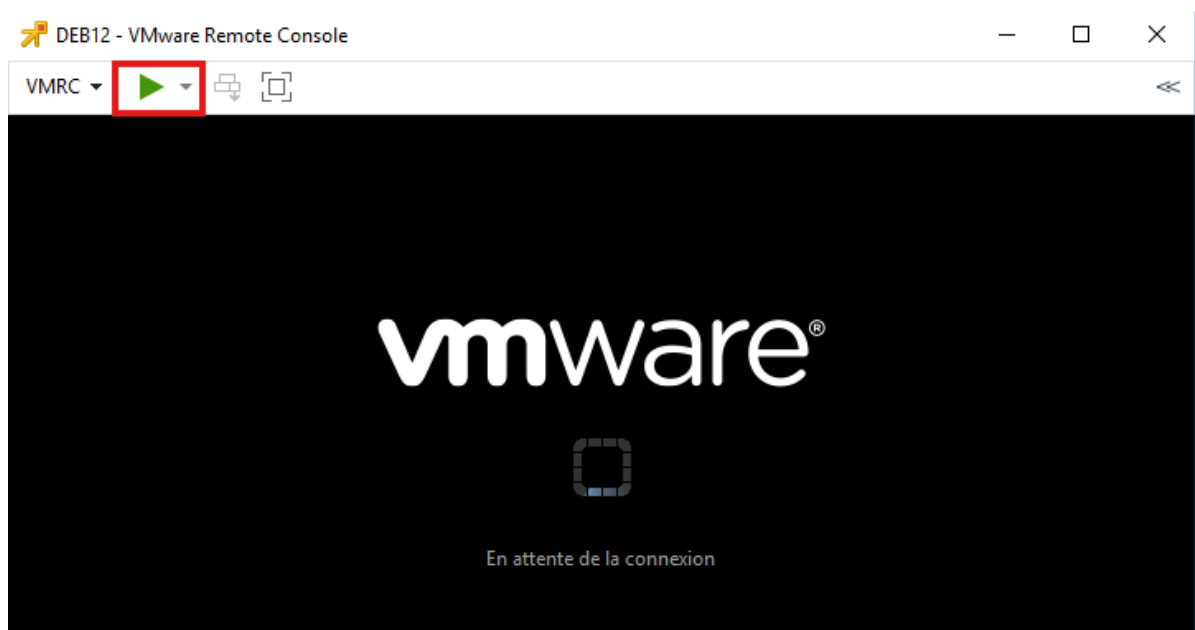 DEB12 - VMware Remote Console
VMRC
vmware®
En attente de la connexion